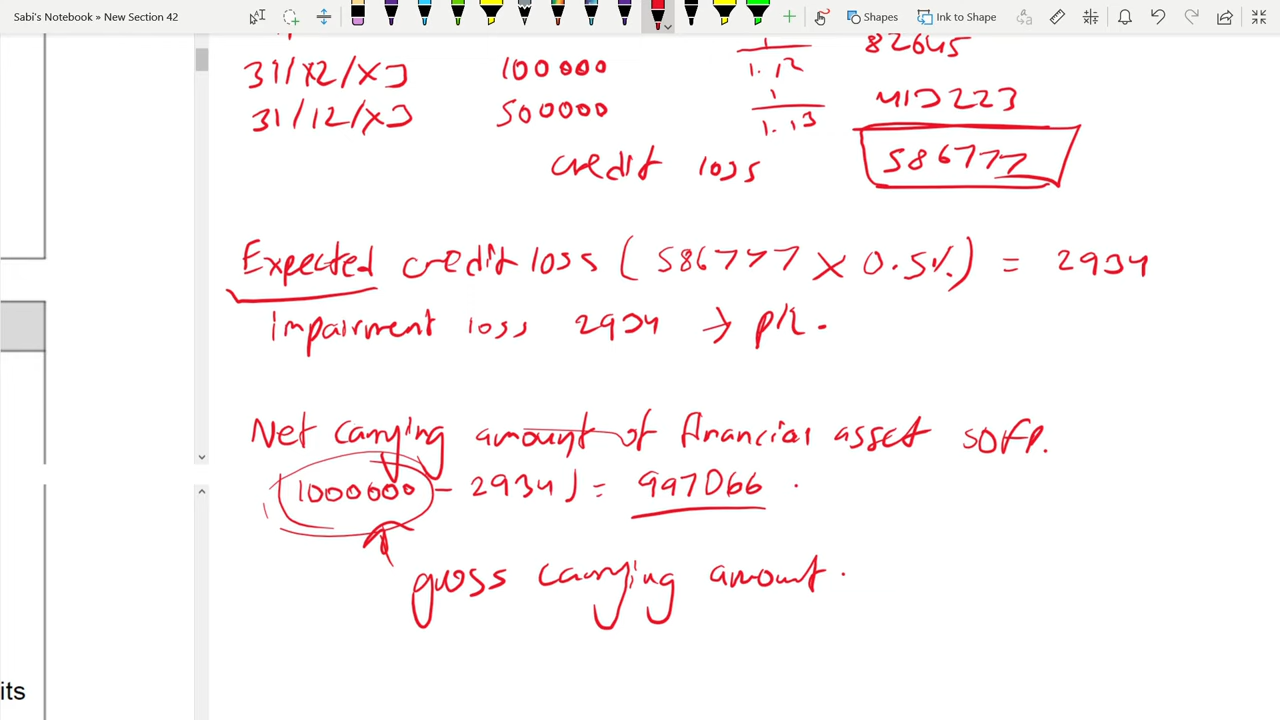 Sabi's Notebook » New Section 42
Shapes
Ink to Shape
1 82645
31/12/X3 100000 1.1²
1 413223
31/12/X3 500000 1.1³
credit loss 586777
Expected credit loss (586777 × 0.5%) = 2934
impairment loss 2934 → P/L.
Net carrying amount of financial asset SOFP.
(1000000 - 2934) = 997066 .
gross carrying amount .
its